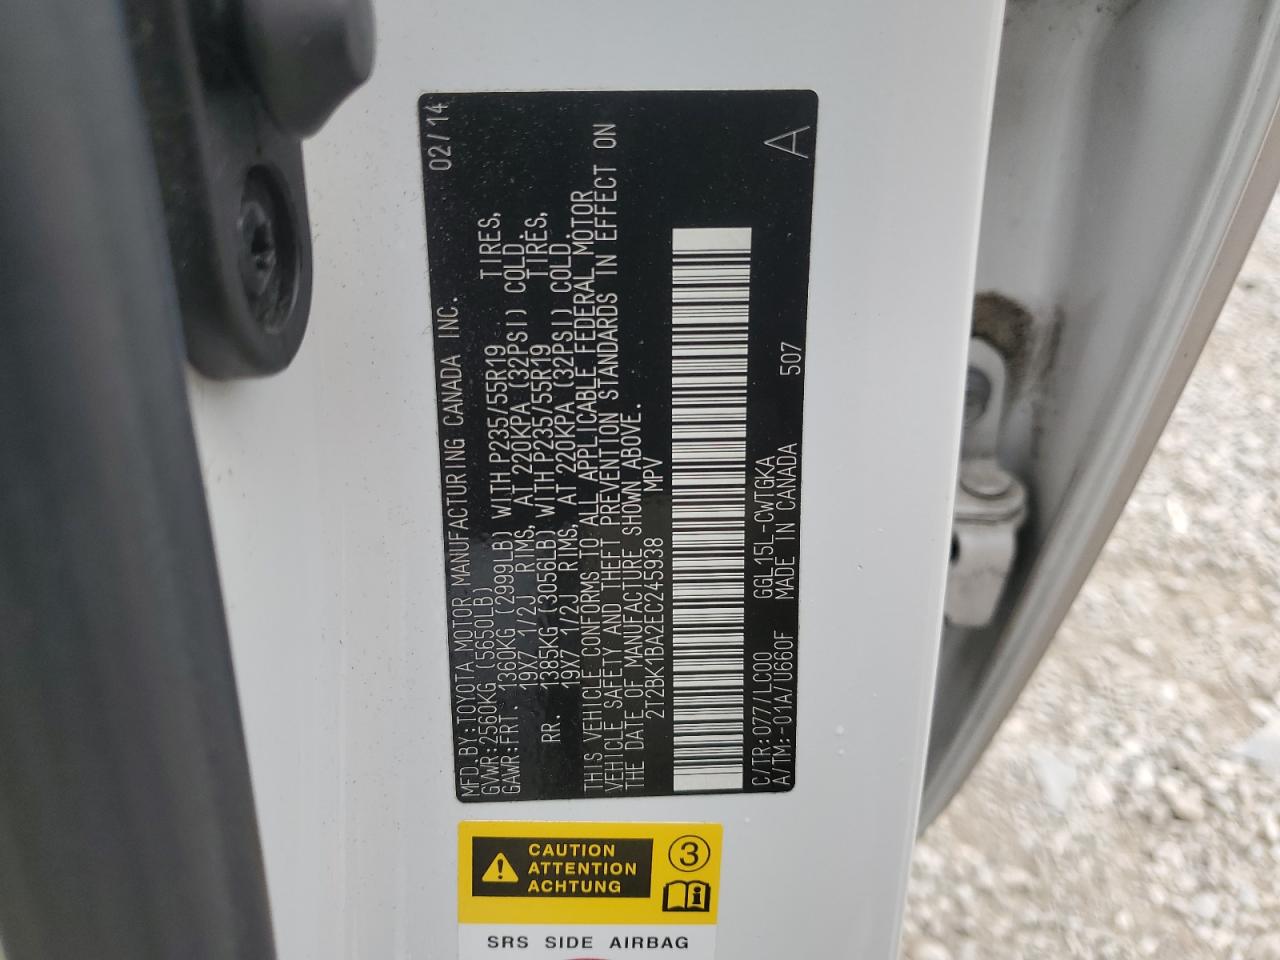 MFD.BY:TOYOTA MOTOR MANUFACTURING CANADA INC. 02/14
GVWR:2560KG (5650LB)
GAWR:FRT. 1360KG (2999LB) WITH P235/55R19 TIRES,
19X7 1/2J RIMS, AT 220KPA (32PSI) COLD.
RR. 1385KG (3056LB) WITH P235/55R19 TIRES,
19X7 1/2J RIMS, AT 220KPA (32PSI) COLD.
THIS VEHICLE CONFORMS TO ALL APPLICABLE FEDERAL MOTOR
VEHICLE SAFETY AND THEFT PREVENTION STANDARDS IN EFFECT ON
THE DATE OF MANUFACTURE SHOWN ABOVE.
2T2BK1BA2EC245938 MPV
C/TR:077/LC00 GGL15L-CWTGKA 507 A
A/TM:-01A/U660F MADE IN CANADA
CAUTION
ATTENTION
ACHTUNG
3
SRS SIDE AIRBAG